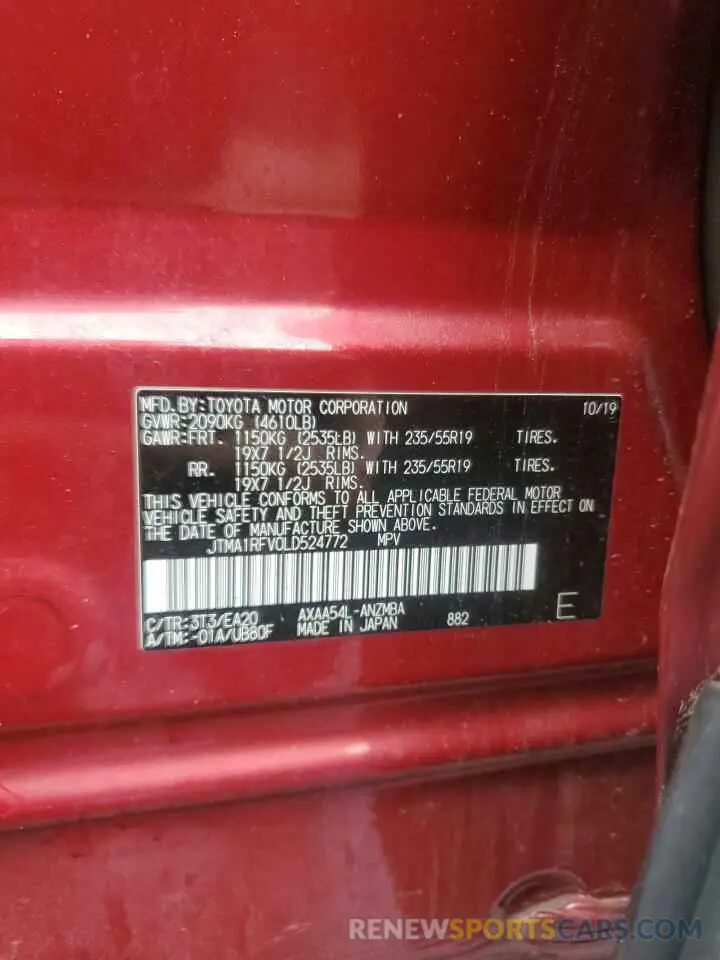 MFD. BY: TOYOTA MOTOR CORPORATION 10/19
GVWR: 2090KG (4610LB)
GAWR: FRT. 1150KG (2535LB) WITH 235/55R19 TIRES.
19X7 1/2J RIMS.
RR. 1150KG (2535LB) WITH 235/55R19 TIRES.
19X7 1/2J RIMS.
THIS VEHICLE CONFORMS TO ALL APPLICABLE FEDERAL MOTOR
VEHICLE SAFETY AND THEFT PREVENTION STANDARDS IN EFFECT ON
THE DATE OF MANUFACTURE SHOWN ABOVE.
JTMA1RFV0LD524772 MPV
C/TR: 3T3/EA20 AXAA54L-ANZMBA 882 E
A/TM: -01A/UB80F MADE IN JAPAN
RENEWSPORTSCARS.COM